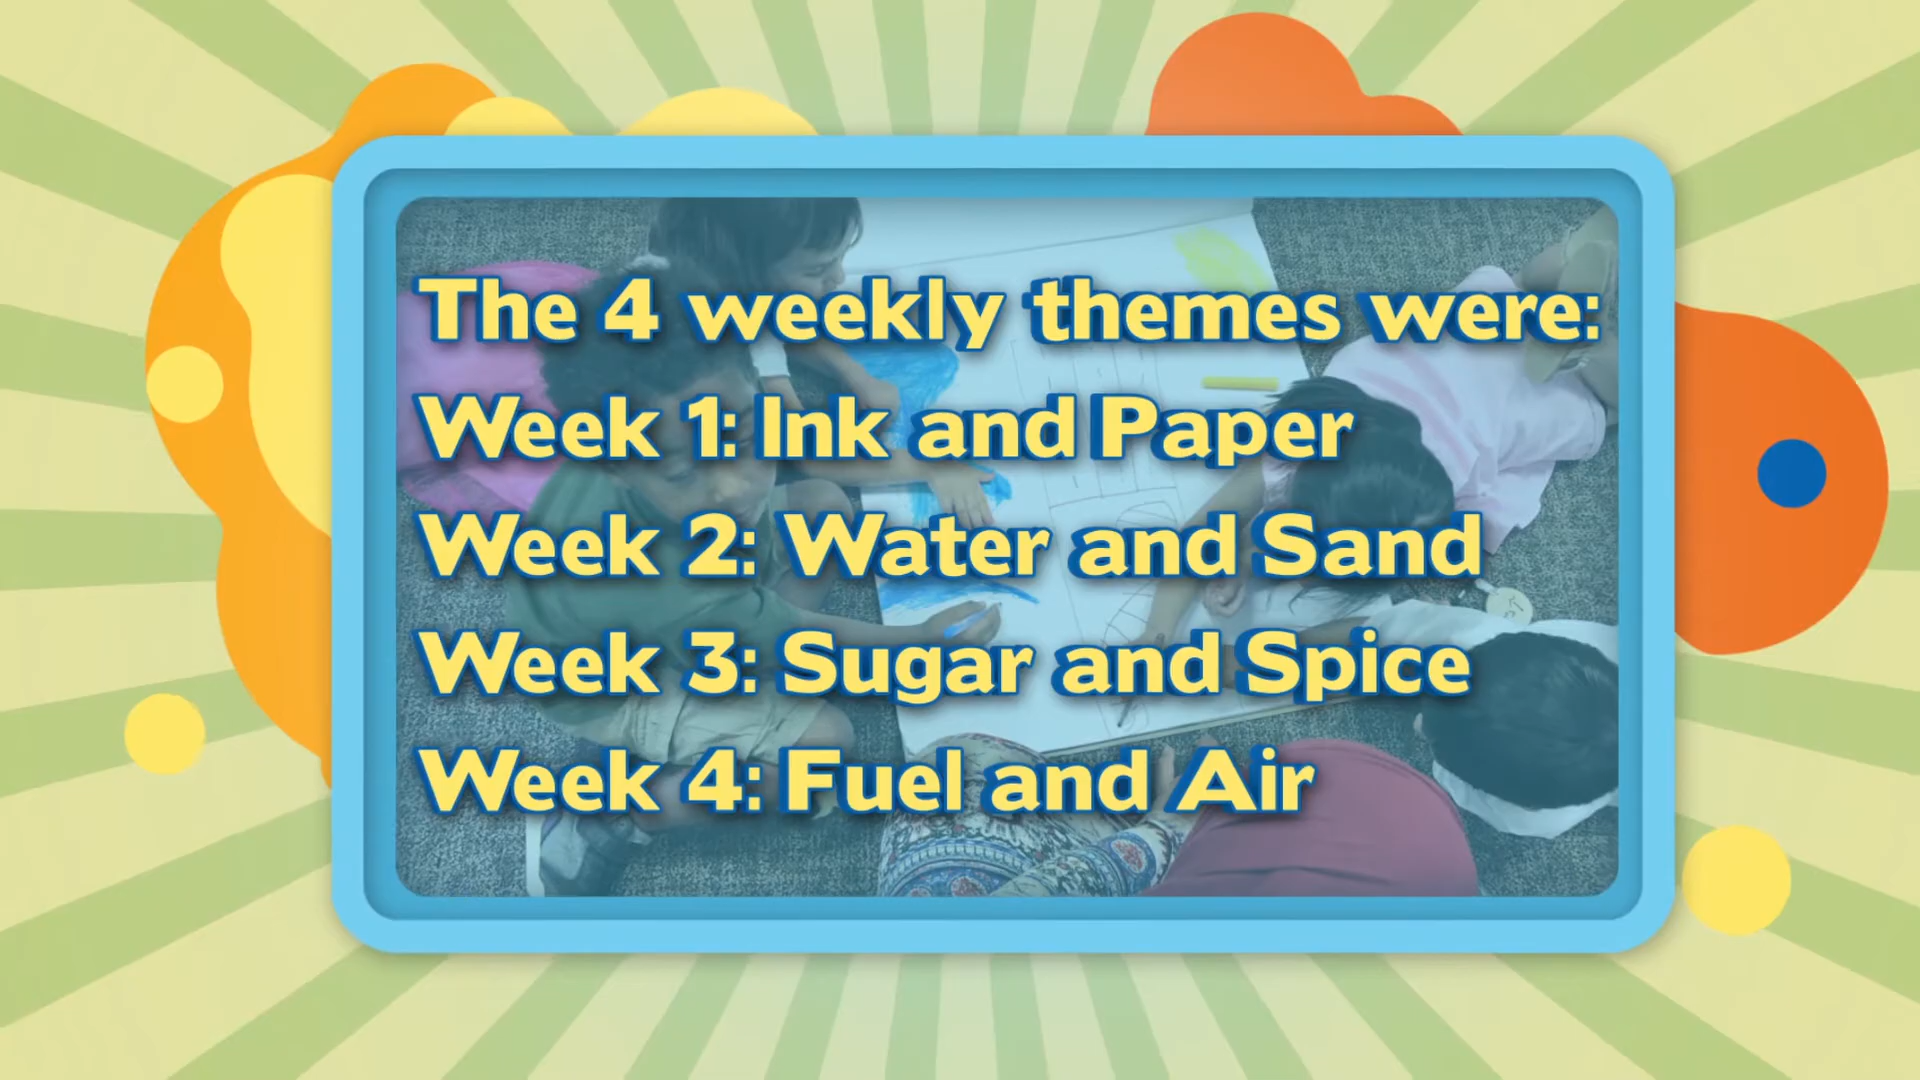 The 4 weekly themes were:
Week 1: Ink and Paper
Week 2: Water and Sand
Week 3: Sugar and Spice
Week 4: Fuel and Air